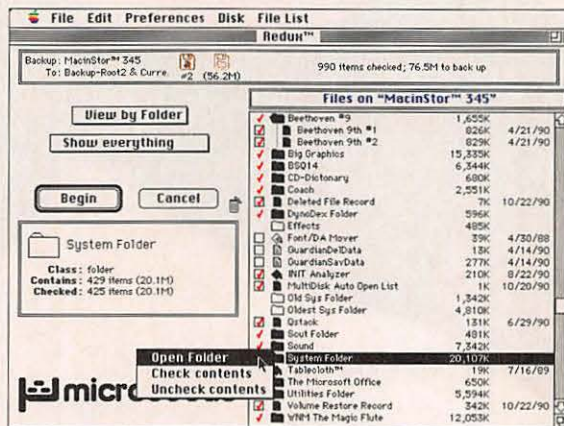 File Edit Preferences Disk File List
Redux™
Backup: MacinStor™ 345
To: Backup-Root2 & Curre.
#2 (56.2M)
990 items checked; 76.5M to back up
View by Folder
Show everything
Begin
Cancel
System Folder
Class: folder
Contains: 429 items (20.1M)
Checked: 425 items (20.1M)
Files on "MacinStor™ 345"
Beethoven #9 1,655K
Beethoven 9th #1 826K 4/21/90
Beethoven 9th #2 829K 4/21/90
Big Graphics 15,335K
BSQ14 6,344K
CD-Dictonary 680K
Coach 2,551K
Deleted File Record 7K 10/22/90
DynoDex Folder 596K
Effects 485K
Font/DA Mover 39K 4/30/88
GuardianDelData 13K 4/14/90
GuardianSavData 277K 4/14/90
INIT Analyzer 210K 8/22/90
MultiDisk Auto Open List 1K 10/20/90
Old Sys Folder 1,342K
Oldest Sys Folder 4,810K
Qstack 131K 6/29/90
Scut Folder 481K
Sound 7,342K
System Folder 20,107K
Tablecloth™ 19K 7/16/89
The Microsoft Office 650K
Utilities Folder 5,594K
Volume Restore Record 342K 10/22/90
WNM The Magic Flute 12,053K
Open Folder
Check contents
Uncheck contents